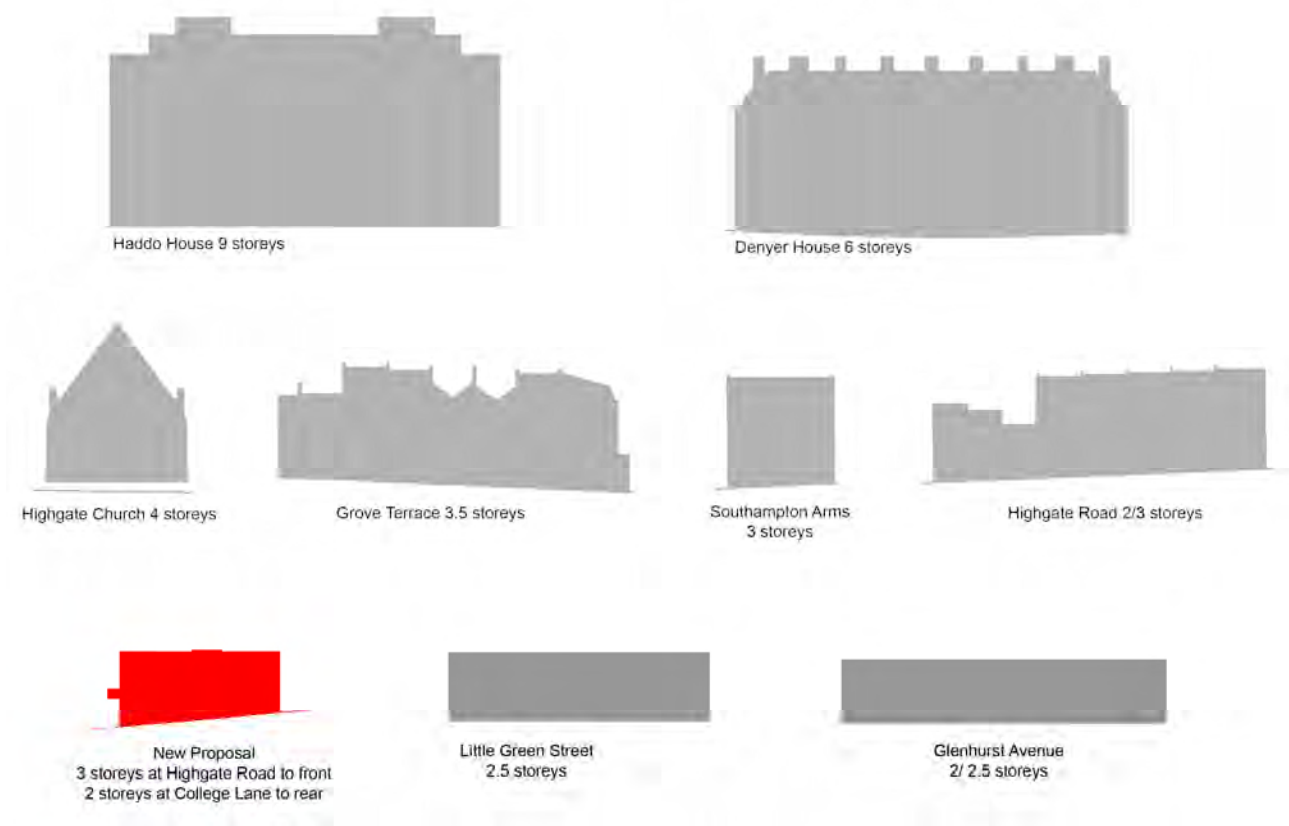 Haddo House 9 storeys
Denyer House 6 storeys
Highgate Church 4 storeys
Grove Terrace 3.5 storeys
Southampton Arms
3 storeys
Highgate Road 2/3 storeys
New Proposal
3 storeys at Highgate Road to front
2 storeys at College Lane to rear
Little Green Street
2.5 storeys
Glenhurst Avenue
2/ 2.5 storeys